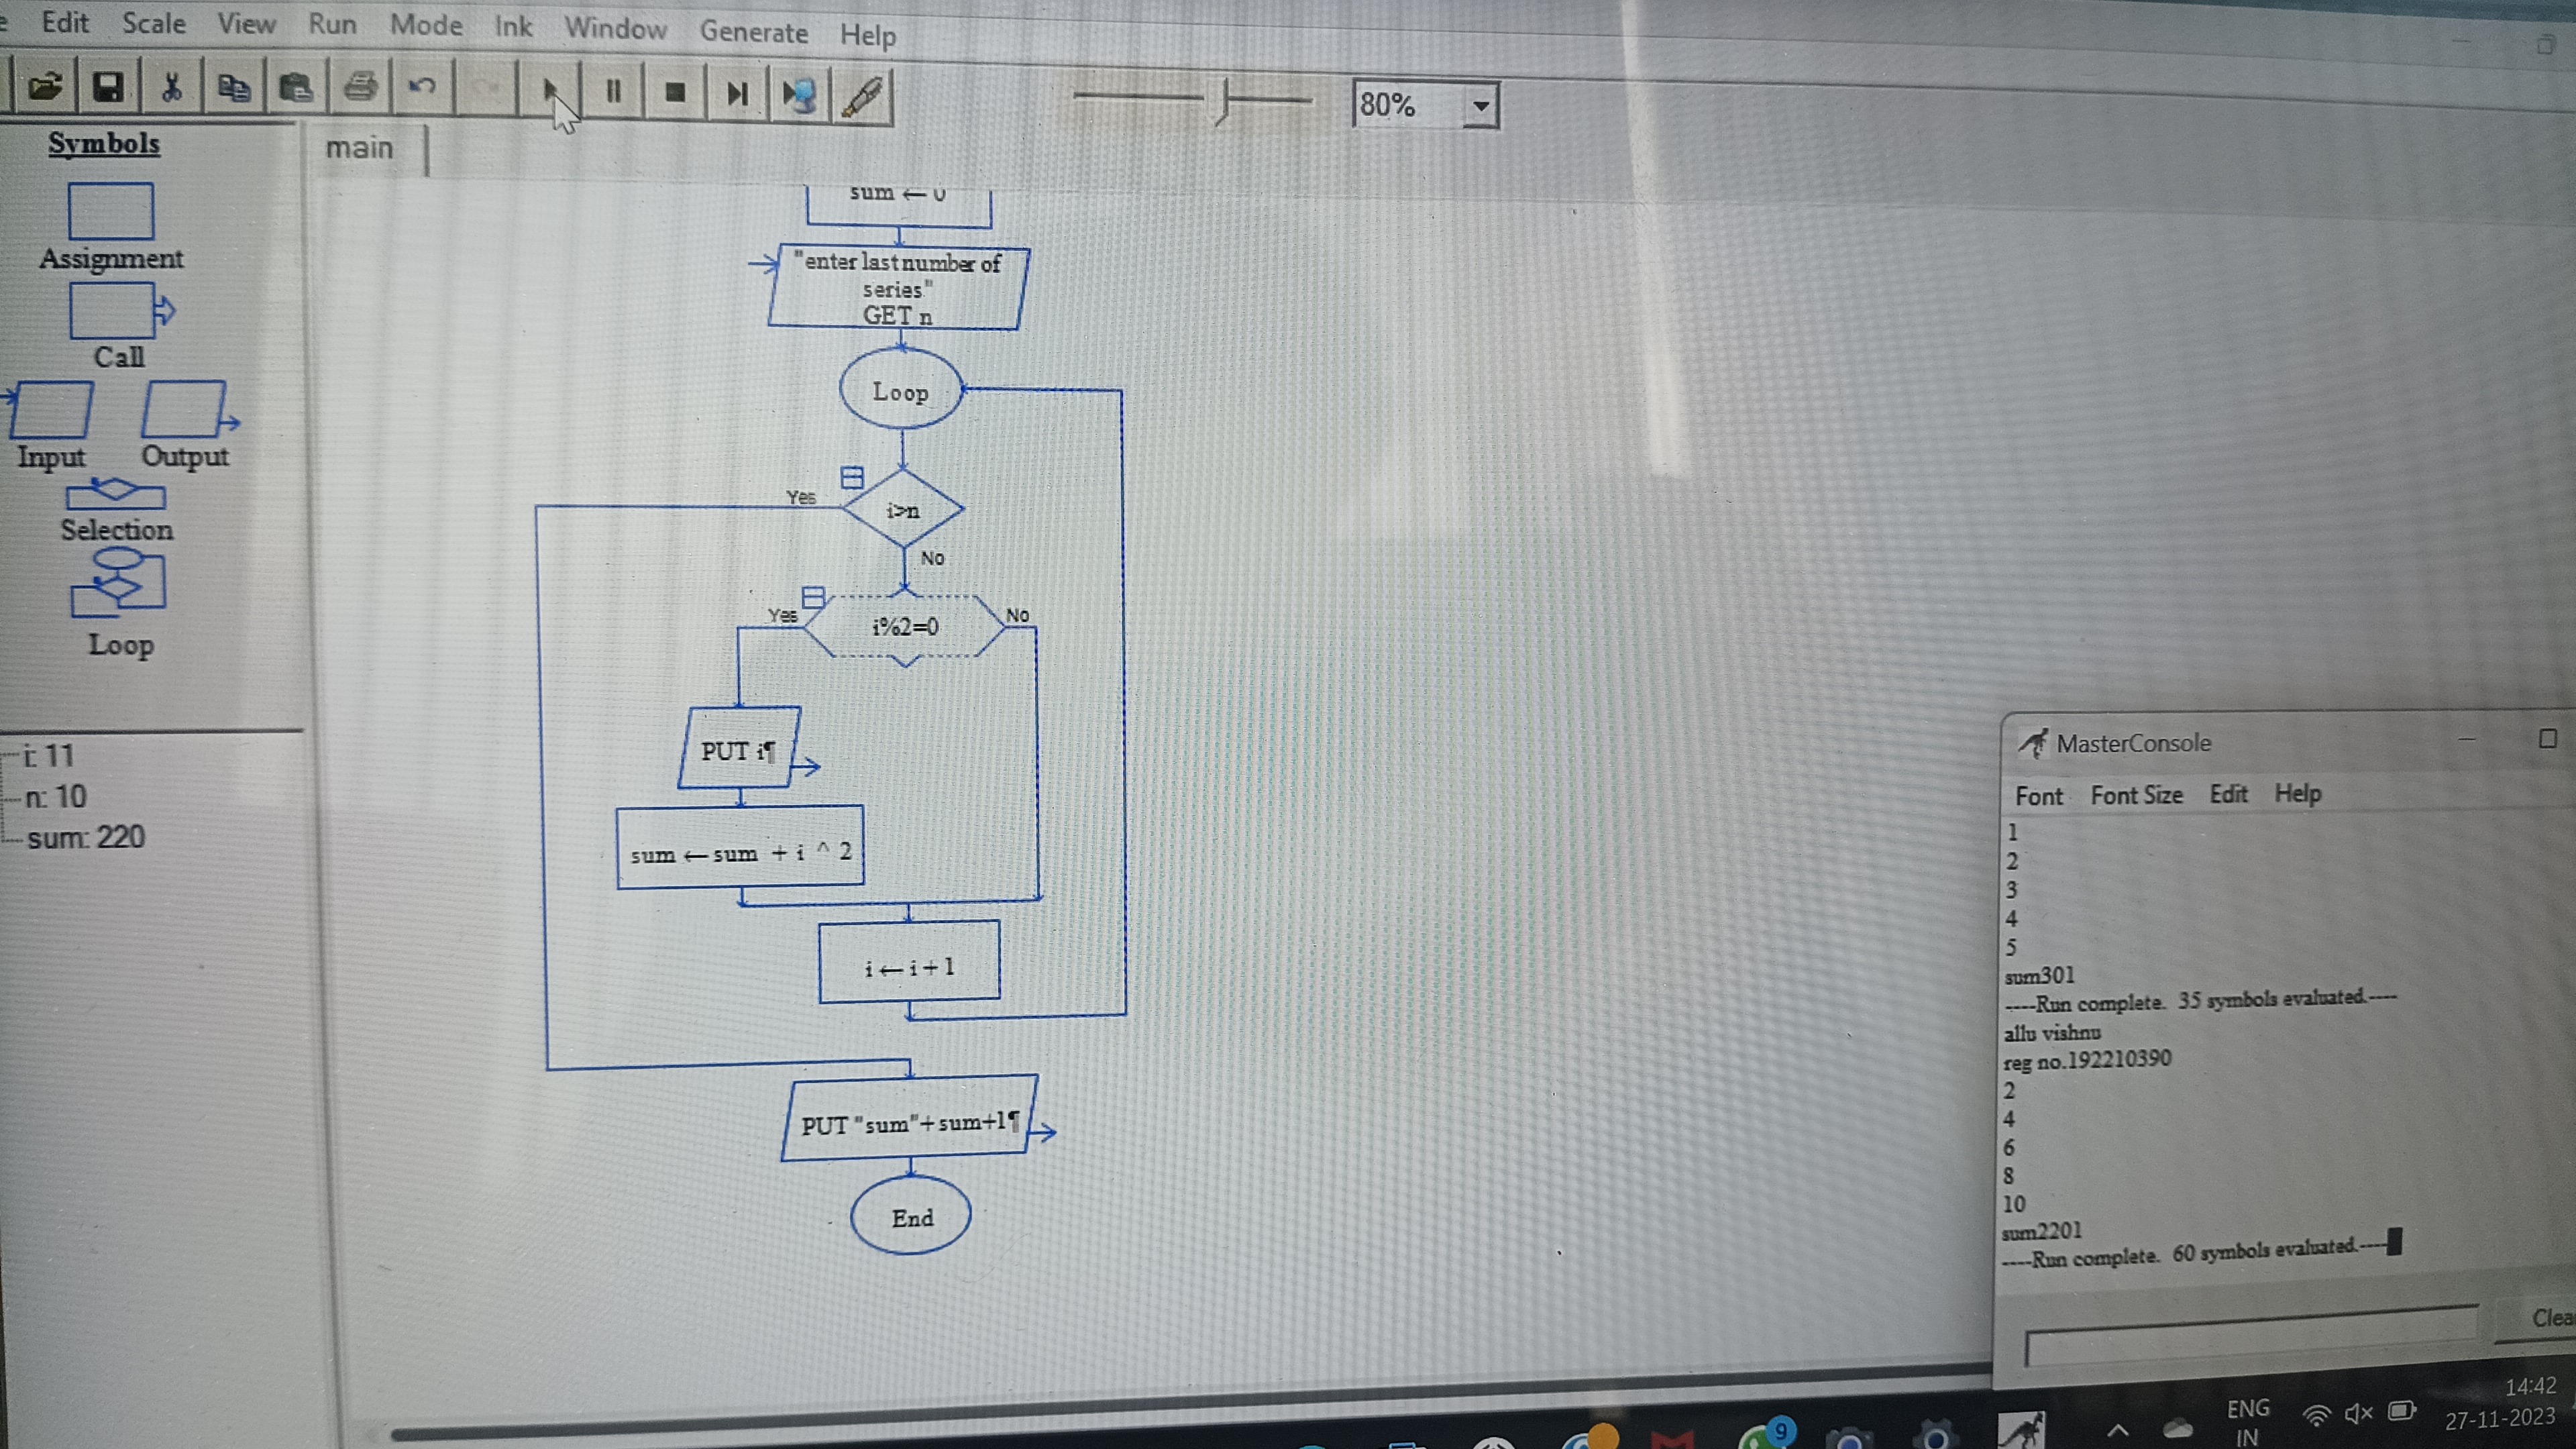 Edit Scale View Run Mode Ink Window Generate Help
80%
Symbols
Assignment
Call
Input Output
Selection
Loop
i: 11
n: 10
sum: 220
main
sum ← 0
"enter last number of
series"
GET n
Loop
i>n
Yes
No
i%2=0
Yes
No
PUT i¶
sum ← sum + i ^ 2
i ← i+1
PUT "sum"+sum+1¶
End
MasterConsole
Font Font Size Edit Help
1
2
3
4
5
sum301
----Run complete. 35 symbols evaluated.----
allu vishnu
reg no.192210390
2
4
6
8
10
sum2201
----Run complete. 60 symbols evaluated.----
9
ENG
IN
14:42
27-11-2023